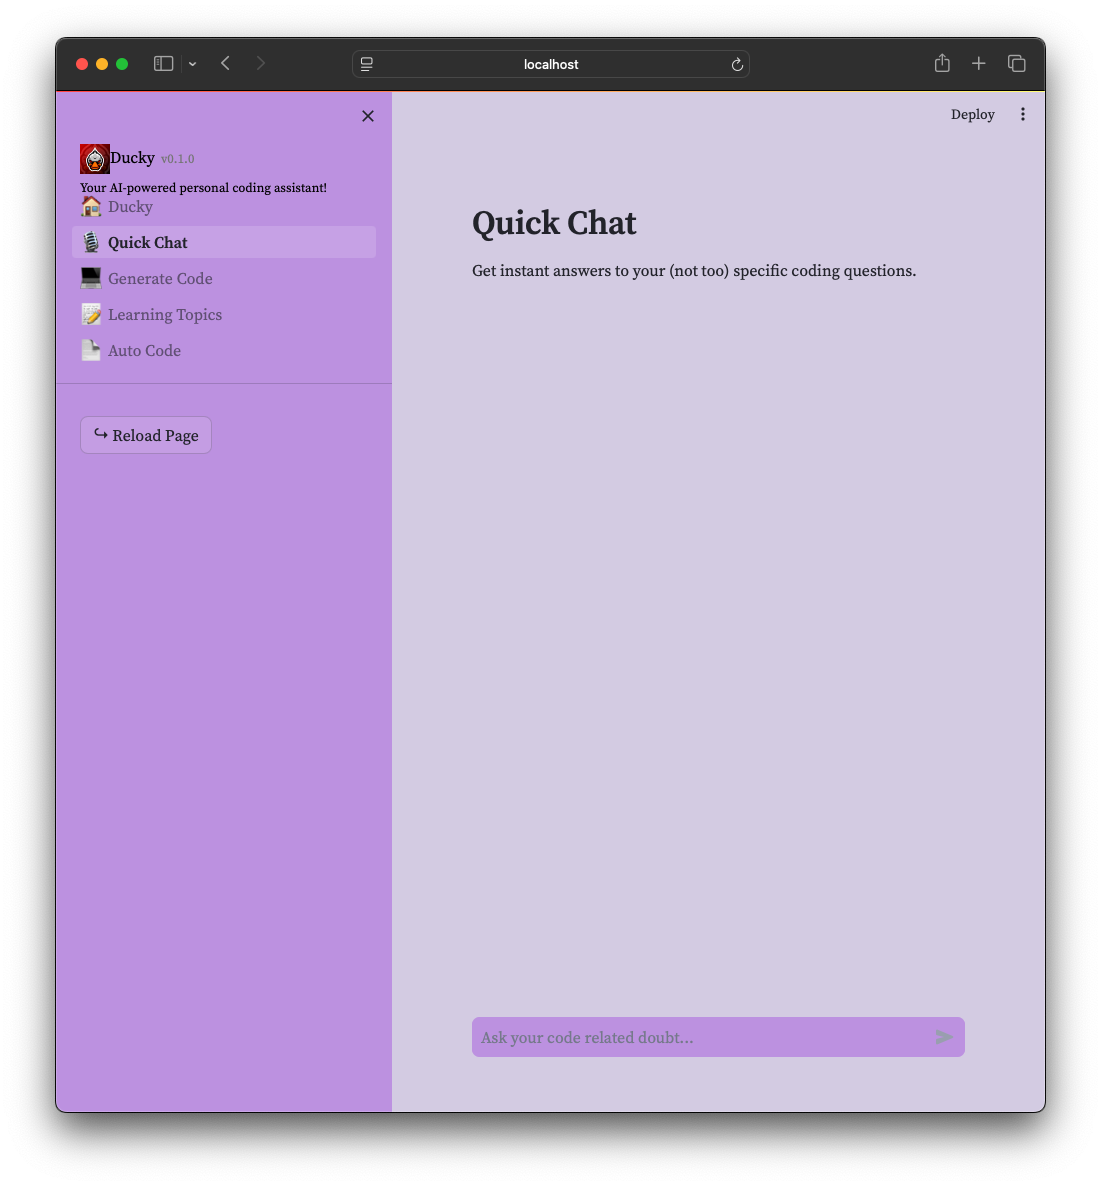 localhost
Deploy
Ducky v0.1.0
Your AI-powered personal coding assistant!
Ducky
Quick Chat
Generate Code
Learning Topics
Auto Code
Reload Page
Quick Chat
Get instant answers to your (not too) specific coding questions.
Ask your code related doubt...